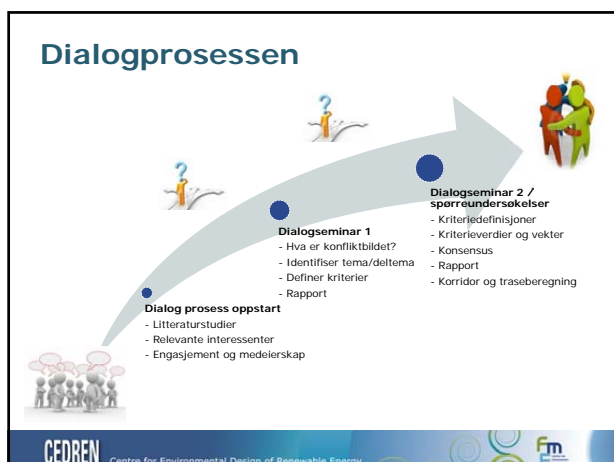 Dialogprosessen
Dialogseminar 2 /
spørreundersøkelser
- Kriteriedefinisjoner
- Kriterieverdier og vekter
- Konsensus
- Rapport
- Korridor og traseberegning
Dialogseminar 1
- Hva er konfliktbildet?
- Identifiser tema/deltema
- Definer kriterier
- Rapport
Dialog prosess oppstart
- Litteraturstudier
- Relevante interessenter
- Engasjement og medeierskap
?
?
CEDREN Centre for Environmental Design of Renewable Energy